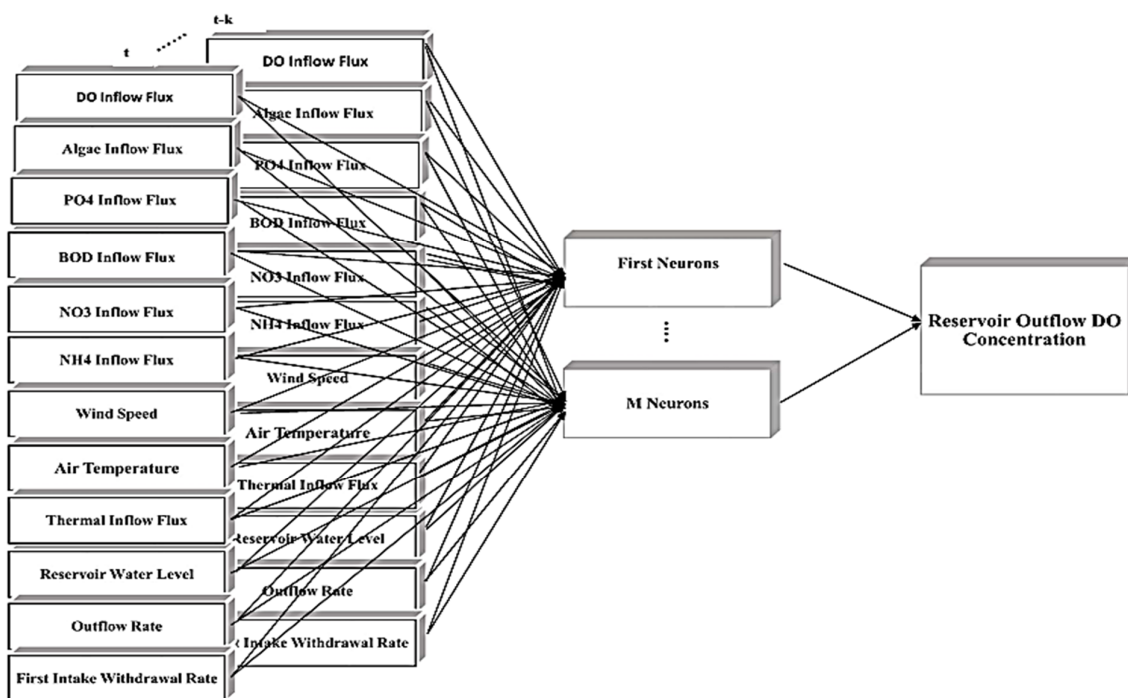 t-k
t
DO Inflow Flux
Algae Inflow Flux
PO4 Inflow Flux
BOD Inflow Flux
NO3 Inflow Flux
NH4 Inflow Flux
Wind Speed
Air Temperature
Thermal Inflow Flux
Reservoir Water Level
Outflow Rate
First Intake Withdrawal Rate
DO Inflow Flux
Algae Inflow Flux
PO4 Inflow Flux
BOD Inflow Flux
NO3 Inflow Flux
NH4 Inflow Flux
Wind Speed
Air Temperature
Thermal Inflow Flux
Reservoir Water Level
Outflow Rate
Intake Withdrawal Rate
First Neurons
M Neurons
Reservoir Outflow DO
Concentration